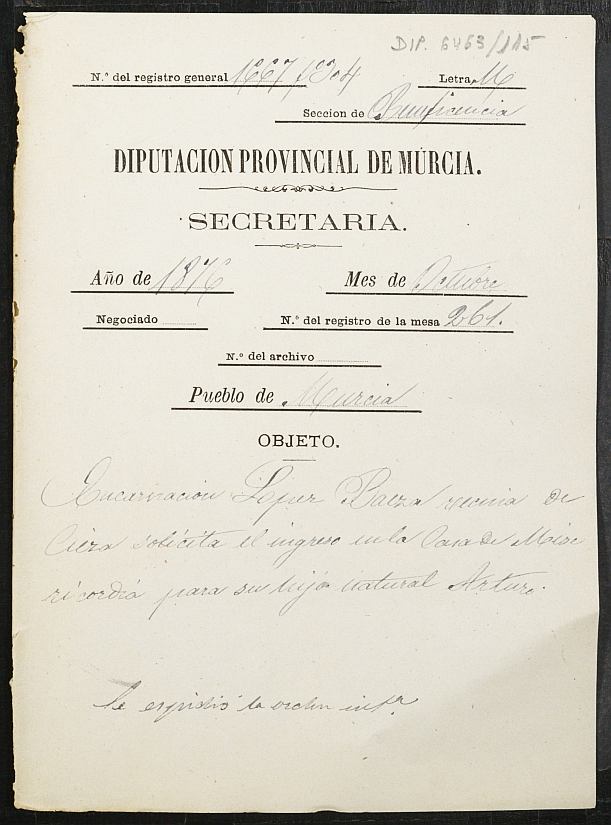 DIP. 6463/115
N.º del registro general 1667/304
Letra M
Seccion de Beneficencia
DIPUTACION PROVINCIAL DE MURCIA.
SECRETARIA.
Año de 1876
Mes de Octubre
Negociado
N.º del registro de la mesa 261.
N.º del archivo
Pueblo de Murcia
OBJETO.
Encarnacion Lopez Baeza vecina de
Cieza solicita el ingreso en la Casa de Mise
ricordia para su hijo natural Arturo.
Se espidió la orden